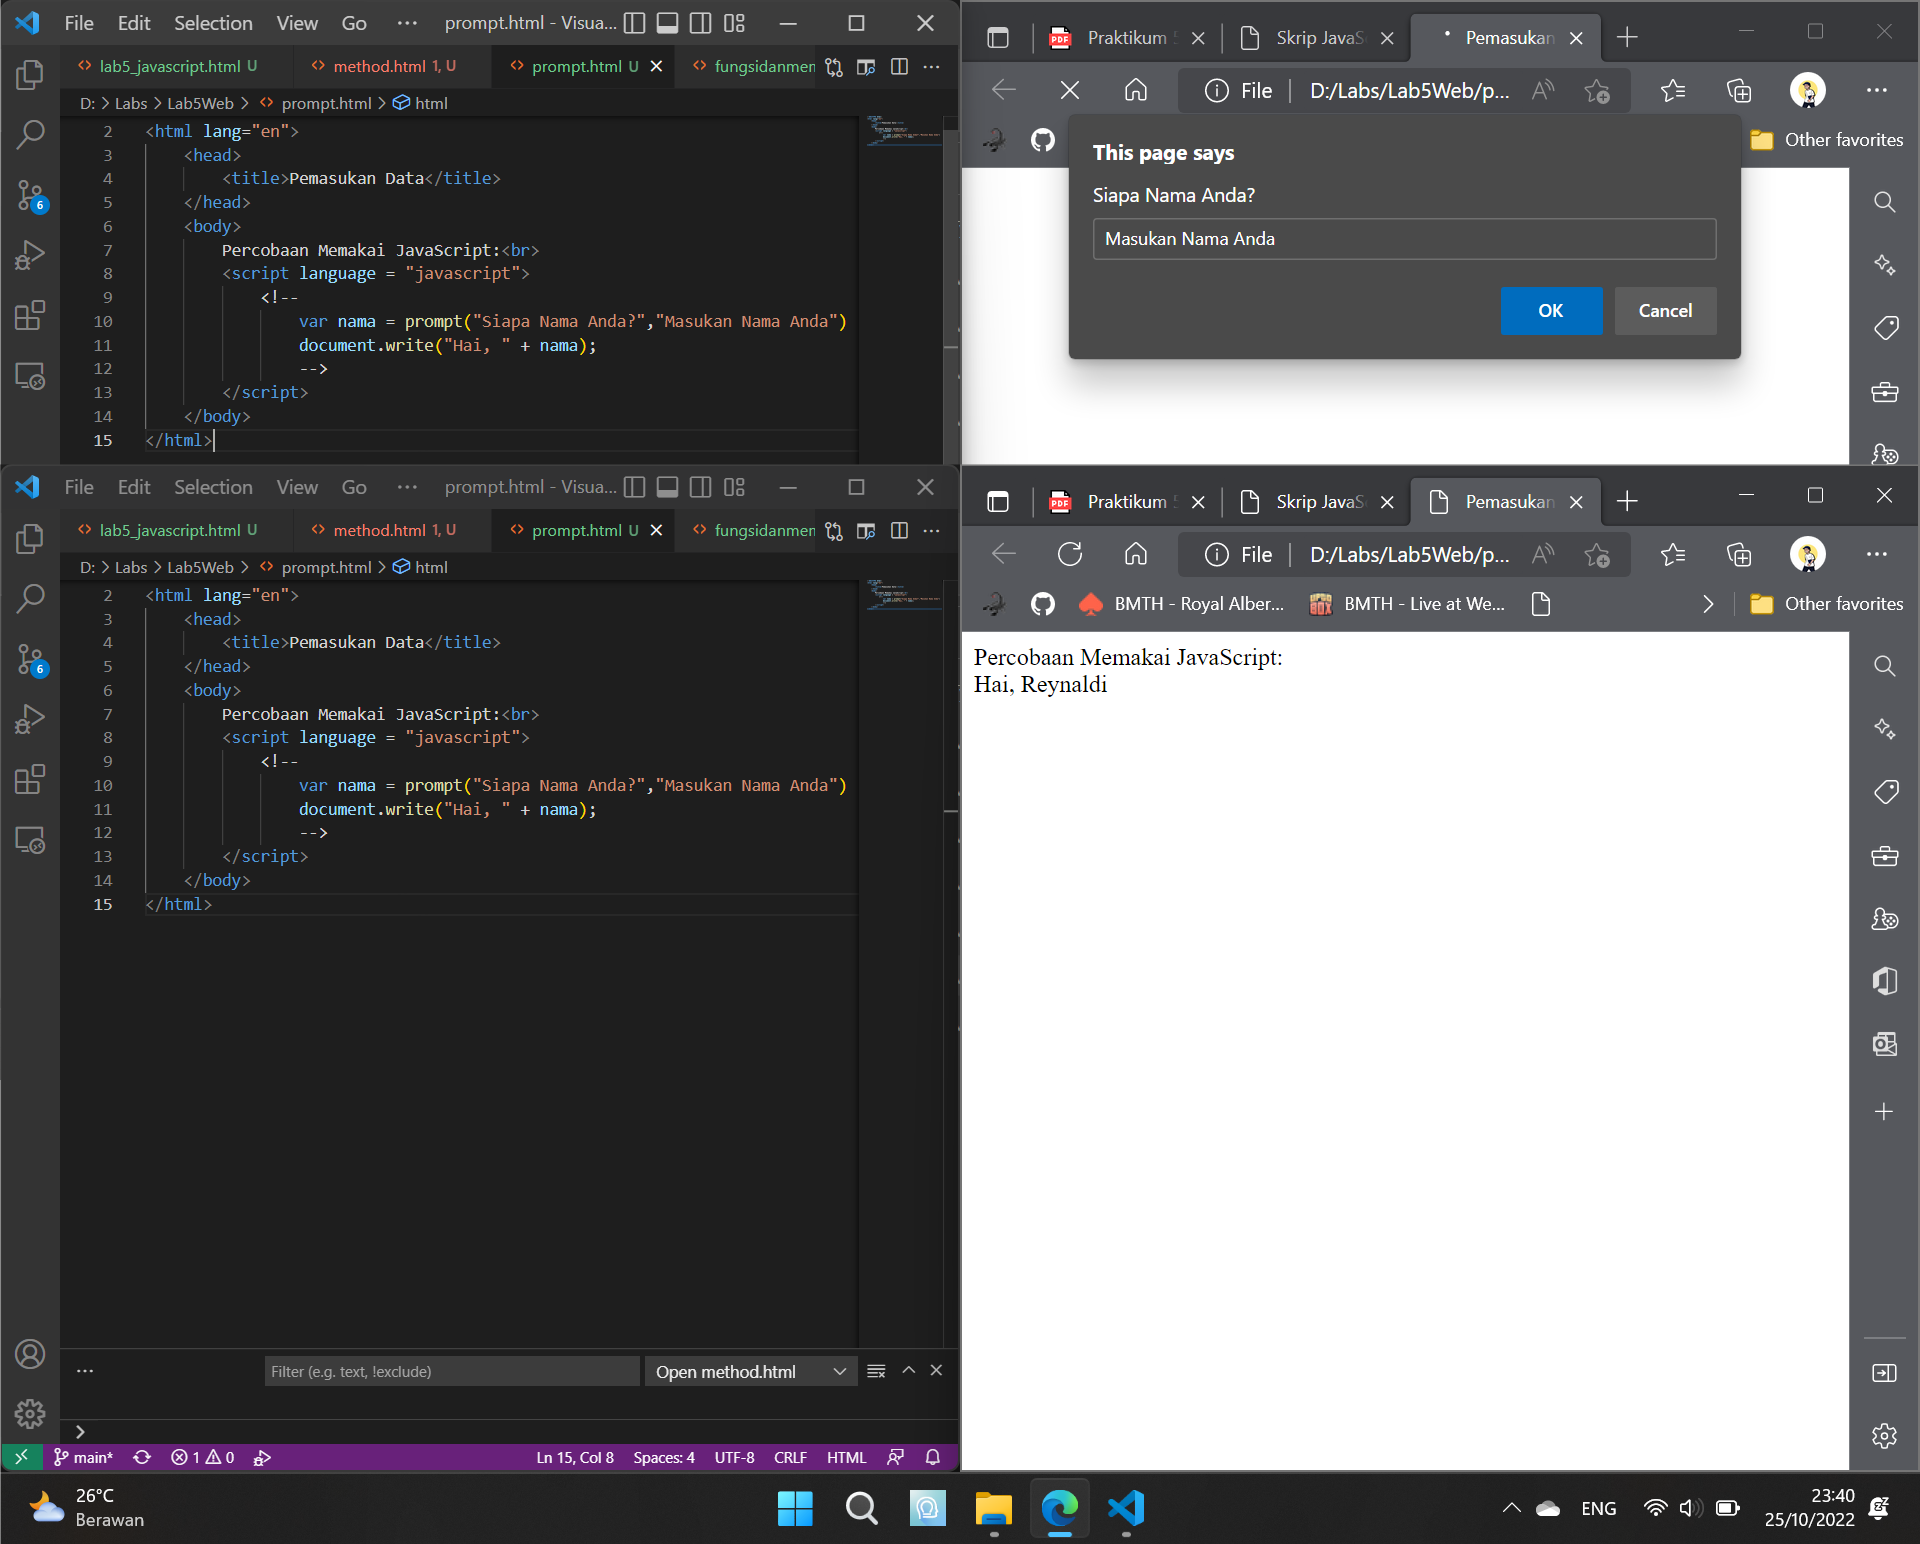 File Edit Selection View Go ··· prompt.html - Visua...
lab5_javascript.html U method.html 1, U prompt.html U fungsidanmen
D: > Labs > Lab5Web > prompt.html > html
2 <html lang="en">
3 <head>
4 <title>Pemasukan Data</title>
5 </head>
6 <body>
7 Percobaan Memakai JavaScript:<br>
8 <script language = "javascript">
9 <!--
10 var nama = prompt("Siapa Nama Anda?","Masukan Nama Anda")
11 document.write("Hai, " + nama);
12 -->
13 </script>
14 </body>
15 </html>
6
Praktikum Skrip JavaS Pemasukan
File D:/Labs/Lab5Web/p...
Other favorites
This page says
Siapa Nama Anda?
Masukan Nama Anda
OK Cancel
File Edit Selection View Go ··· prompt.html - Visua...
lab5_javascript.html U method.html 1, U prompt.html U fungsidanmen
D: > Labs > Lab5Web > prompt.html > html
2 <html lang="en">
3 <head>
4 <title>Pemasukan Data</title>
5 </head>
6 <body>
7 Percobaan Memakai JavaScript:<br>
8 <script language = "javascript">
9 <!--
10 var nama = prompt("Siapa Nama Anda?","Masukan Nama Anda")
11 document.write("Hai, " + nama);
12 -->
13 </script>
14 </body>
15 </html>
6
Filter (e.g. text, !exclude) Open method.html
main* 1 0 Ln 15, Col 8 Spaces: 4 UTF-8 CRLF HTML
Praktikum Skrip JavaS Pemasukan
File D:/Labs/Lab5Web/p...
BMTH - Royal Alber... BMTH - Live at We... Other favorites
Percobaan Memakai JavaScript:
Hai, Reynaldi
26°C
Berawan
ENG
23:40
25/10/2022